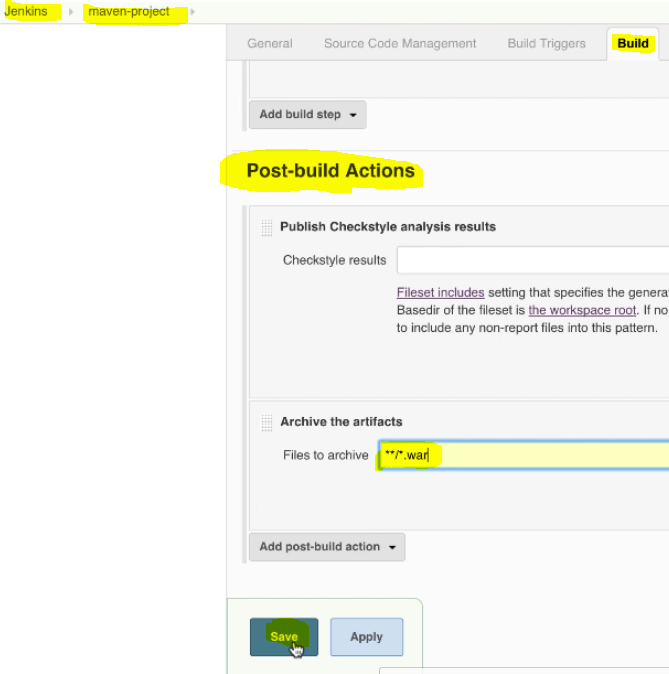 Jenkins maven-project
General Source Code Management Build Triggers Build
Add build step
Post-build Actions
Publish Checkstyle analysis results
Checkstyle results
Fileset includes setting that specifies the genera
Basedir of the fileset is the workspace root. If no
to include any non-report files into this pattern.
Archive the artifacts
Files to archive **/*.war
Add post-build action
Save Apply